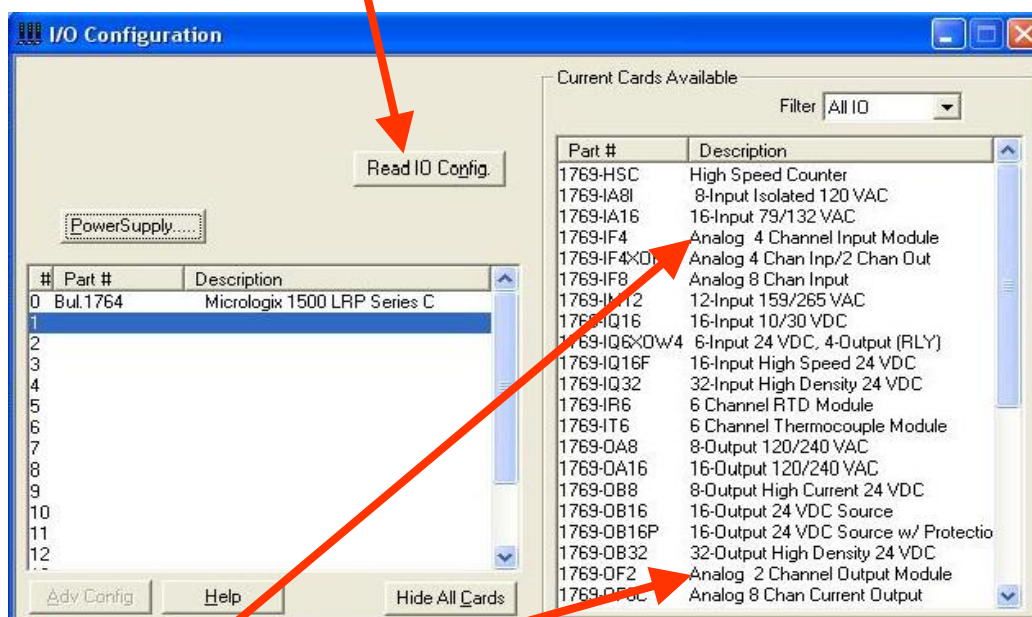 I/O Configuration
Current Cards Available
Filter All IO
Read IO Config.
PowerSupply.....
# Part # Description
0 Bul.1764 Micrologix 1500 LRP Series C
1
2
3
4
5
6
7
8
9
10
11
12
Adv Config Help Hide All Cards
Part # Description
1769-HSC High Speed Counter
1769-IA8I 8-Input Isolated 120 VAC
1769-IA16 16-Input 79/132 VAC
1769-IF4 Analog 4 Channel Input Module
Analog 4 Chan Inp/2 Chan Out
1769-IF8 Analog 8 Chan Input
12-Input 159/265 VAC
1769-IQ16 16-Input 10/30 VDC
1769-IQ6XOW4 6-Input 24 VDC, 4-Output (RLY)
1769-IQ16F 16-Input High Speed 24 VDC
1769-IQ32 32-Input High Density 24 VDC
1769-IR6 6 Channel RTD Module
1769-IT6 6 Channel Thermocouple Module
1769-OA8 8-Output 120/240 VAC
1769-OA16 16-Output 120/240 VAC
1769-OB8 8-Output High Current 24 VDC
1769-OB16 16-Output 24 VDC Source
1769-OB16P 16-Output 24 VDC Source w/ Protectio
1769-OB32 32-Output High Density 24 VDC
1769-OF2 Analog 2 Channel Output Module
Analog 8 Chan Current Output